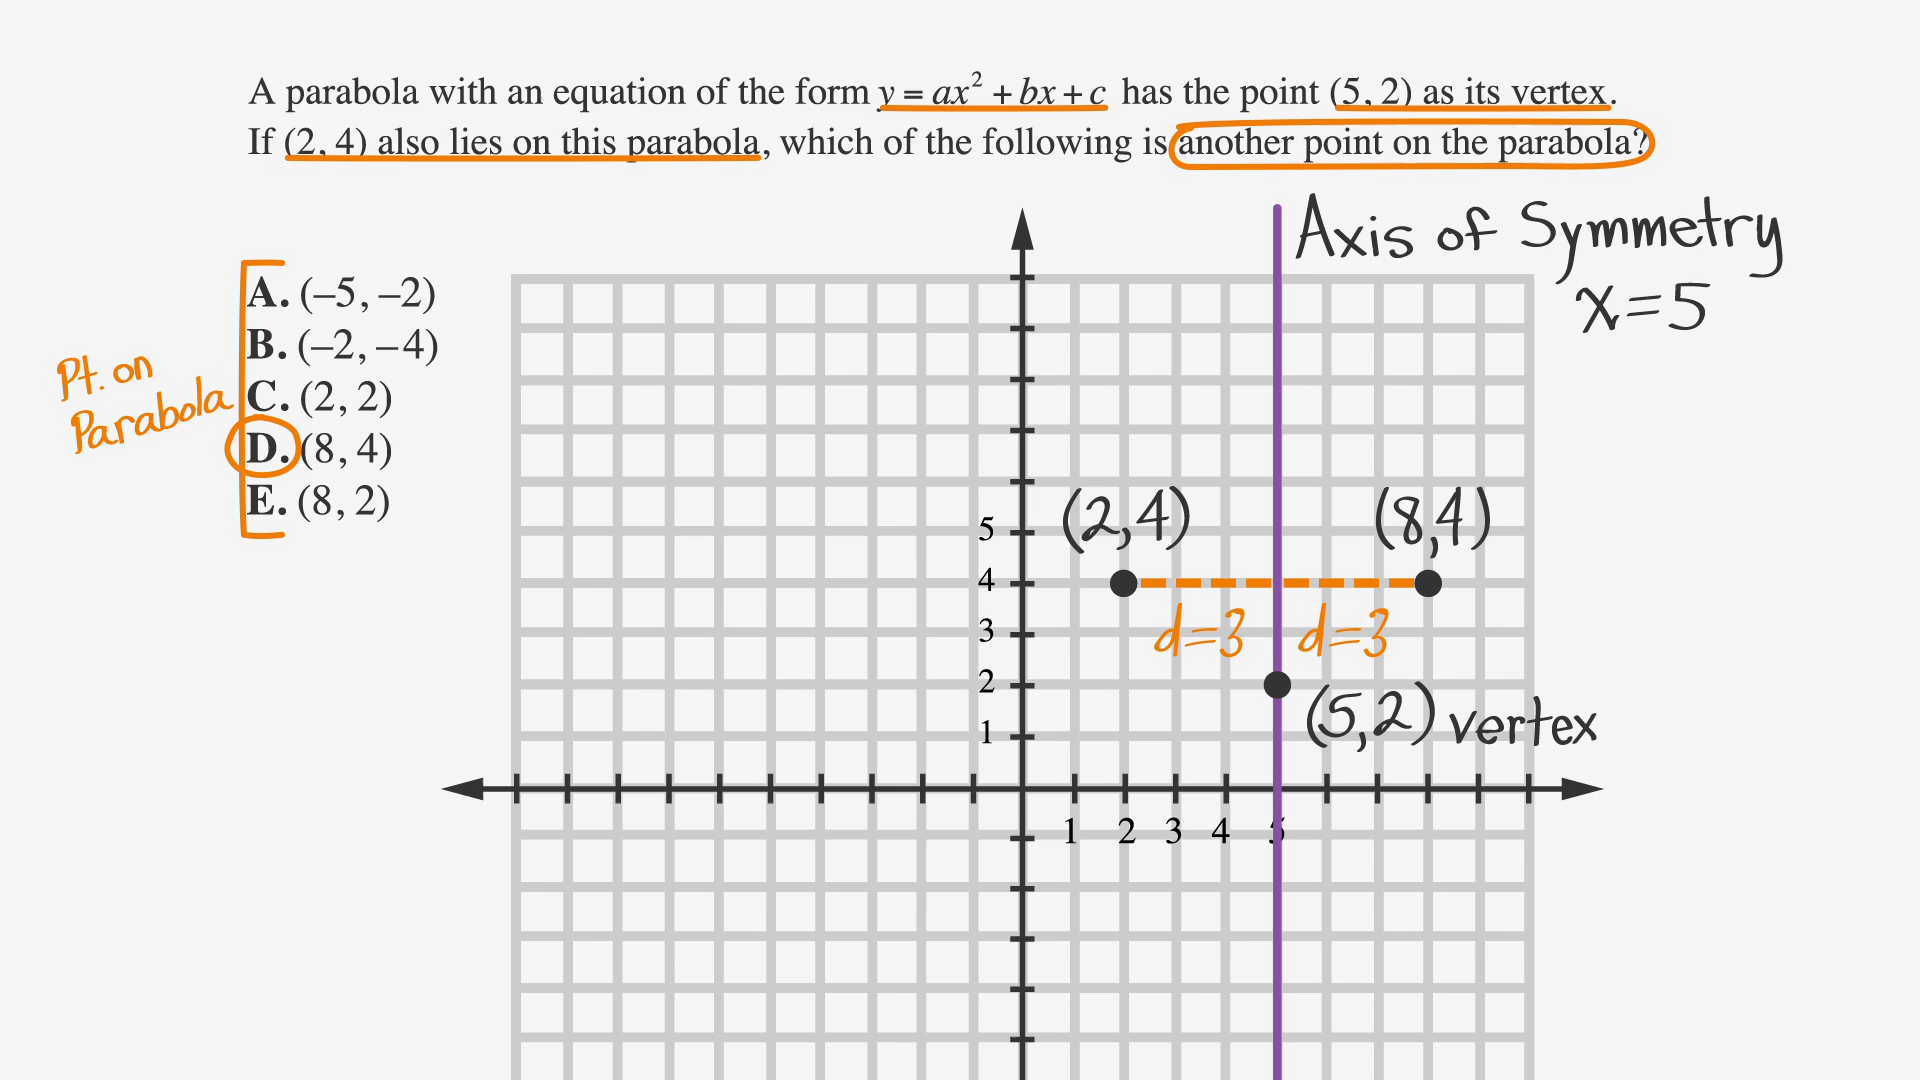 A parabola with an equation of the form y = ax² + bx + c has the point (5, 2) as its vertex.
If (2, 4) also lies on this parabola, which of the following is another point on the parabola?
Axis of Symmetry
x=5
A. (–5, –2)
B. (–2, –4)
C. (2, 2)
D. (8, 4)
E. (8, 2)
Pt. on
Parabola
(2,4)
(8,4)
5
4
3
2
1
d=3
d=3
(5,2) vertex
1 2 3 4 5